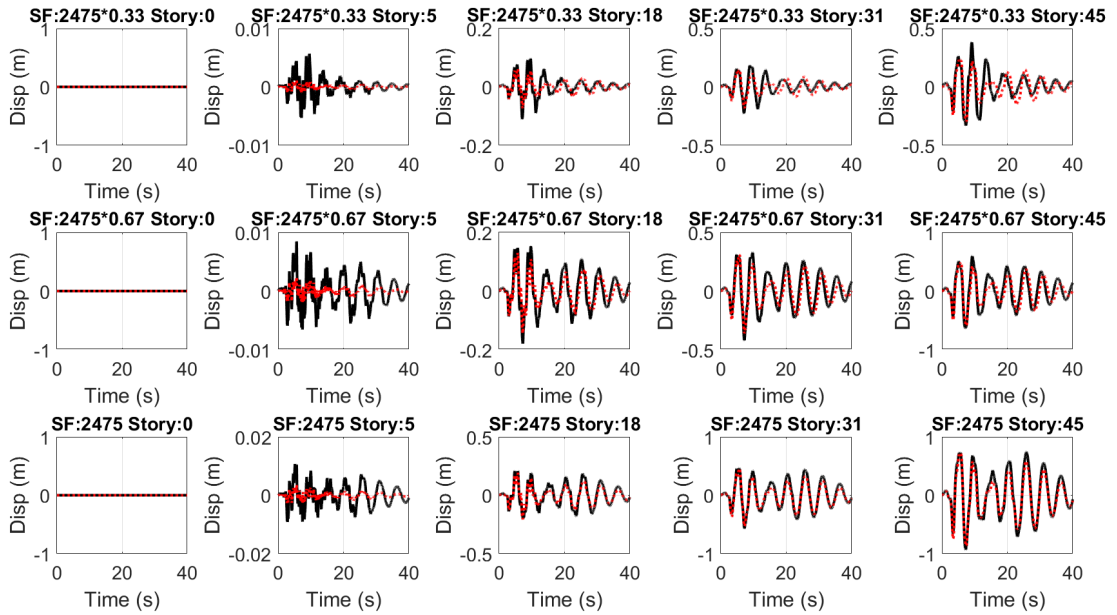 SF:2475*0.33 Story:0 SF:2475*0.33 Story:5 SF:2475*0.33 Story:18 SF:2475*0.33 Story:31 SF:2475*0.33 Story:45
1 0.01 0.2 0.5 0.5
Disp (m) Disp (m) Disp (m) Disp (m) Disp (m)
0 0 0 0 0
-1 -0.01 -0.2 -0.5 -0.5
0 20 40 0 20 40 0 20 40 0 20 40 0 20 40
Time (s) Time (s) Time (s) Time (s) Time (s)
SF:2475*0.67 Story:0 SF:2475*0.67 Story:5 SF:2475*0.67 Story:18 SF:2475*0.67 Story:31 SF:2475*0.67 Story:45
1 0.01 0.2 0.5 1
Disp (m) Disp (m) Disp (m) Disp (m) Disp (m)
0 0 0 0 0
-1 -0.01 -0.2 -0.5 -1
0 20 40 0 20 40 0 20 40 0 20 40 0 20 40
Time (s) Time (s) Time (s) Time (s) Time (s)
SF:2475 Story:0 SF:2475 Story:5 SF:2475 Story:18 SF:2475 Story:31 SF:2475 Story:45
1 0.02 0.5 1 1
Disp (m) Disp (m) Disp (m) Disp (m) Disp (m)
0 0 0 0 0
-1 -0.02 -0.5 -1 -1
0 20 40 0 20 40 0 20 40 0 20 40 0 20 40
Time (s) Time (s) Time (s) Time (s) Time (s)